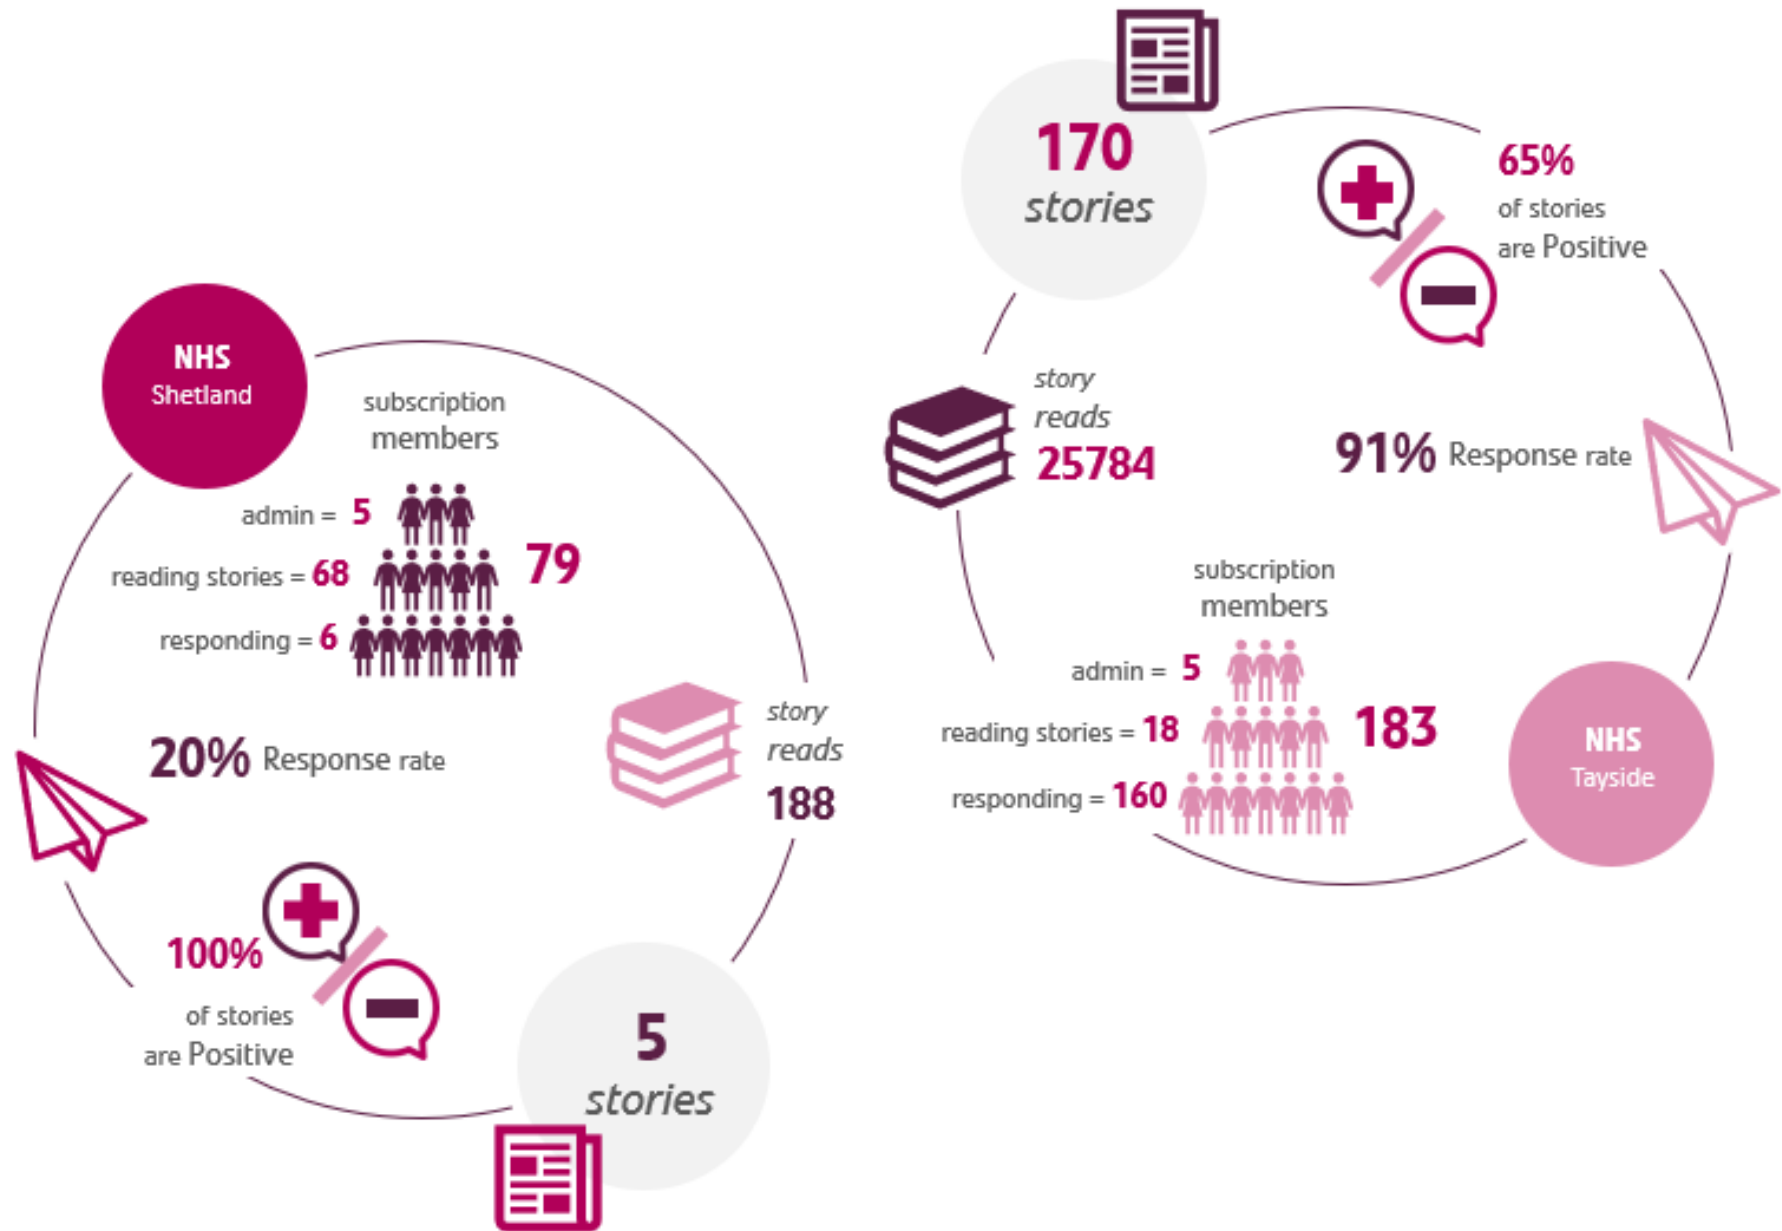 NHS
Shetland
subscription
members
admin = 5
reading stories = 68
responding = 6
79
20% Response rate
story
reads
188
100%
of stories
are Positive
5
stories
170
stories
65%
of stories
are Positive
story
reads
25784
91% Response rate
subscription
members
admin = 5
reading stories = 18
responding = 160
183
NHS
Tayside